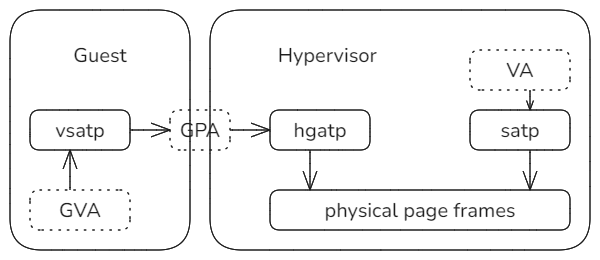 Guest
Hypervisor
VA
vsatp
GPA
hgatp
satp
GVA
physical page frames